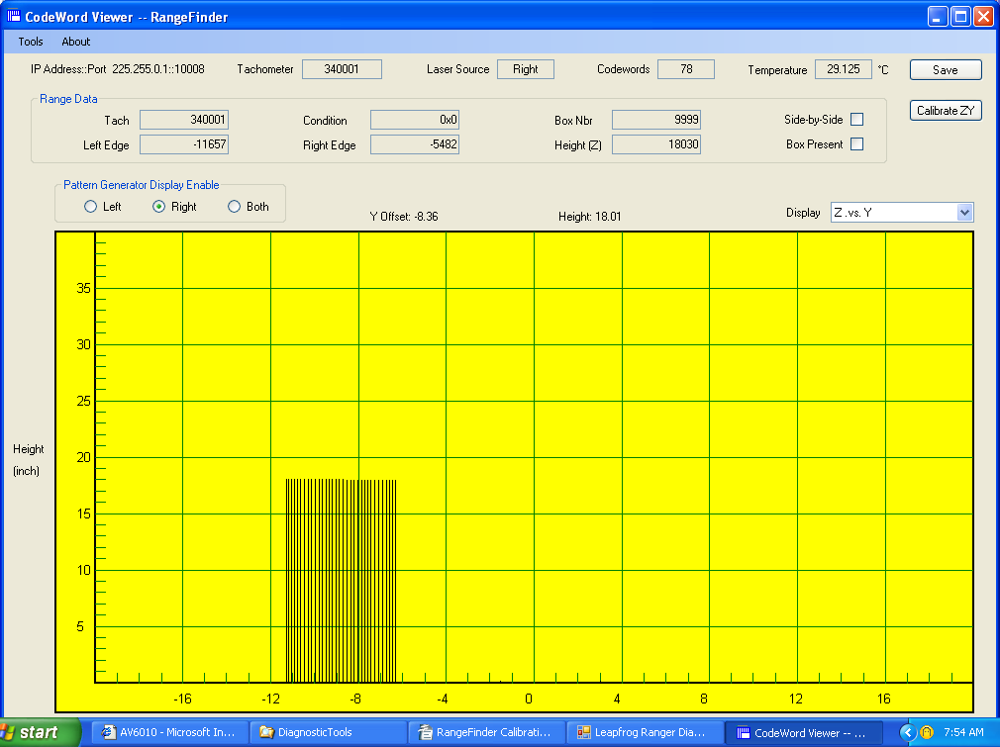 CodeWord Viewer -- RangeFinder
Tools About
IP Address::Port 225.255.0.1::10008 Tachometer 340001 Laser Source Right Codewords 78 Temperature 29.125 °C Save
Range Data
Calibrate ZY
Tach 340001 Condition 0x0 Box Nbr 9999 Side-by-Side
Left Edge -11657 Right Edge -5482 Height (Z) 18030 Box Present
Pattern Generator Display Enable
Left Right Both
Y Offset: -8.36 Height: 18.01 Display Z .vs. Y
35
30
25
20
15
10
5
Height
(inch)
-16 -12 -8 -4 0 4 8 12 16
start AV6010 - Microsoft In... DiagnosticTools RangeFinder Calibrati... Leapfrog Ranger Dia... CodeWord Viewer -- ... 7:54 AM